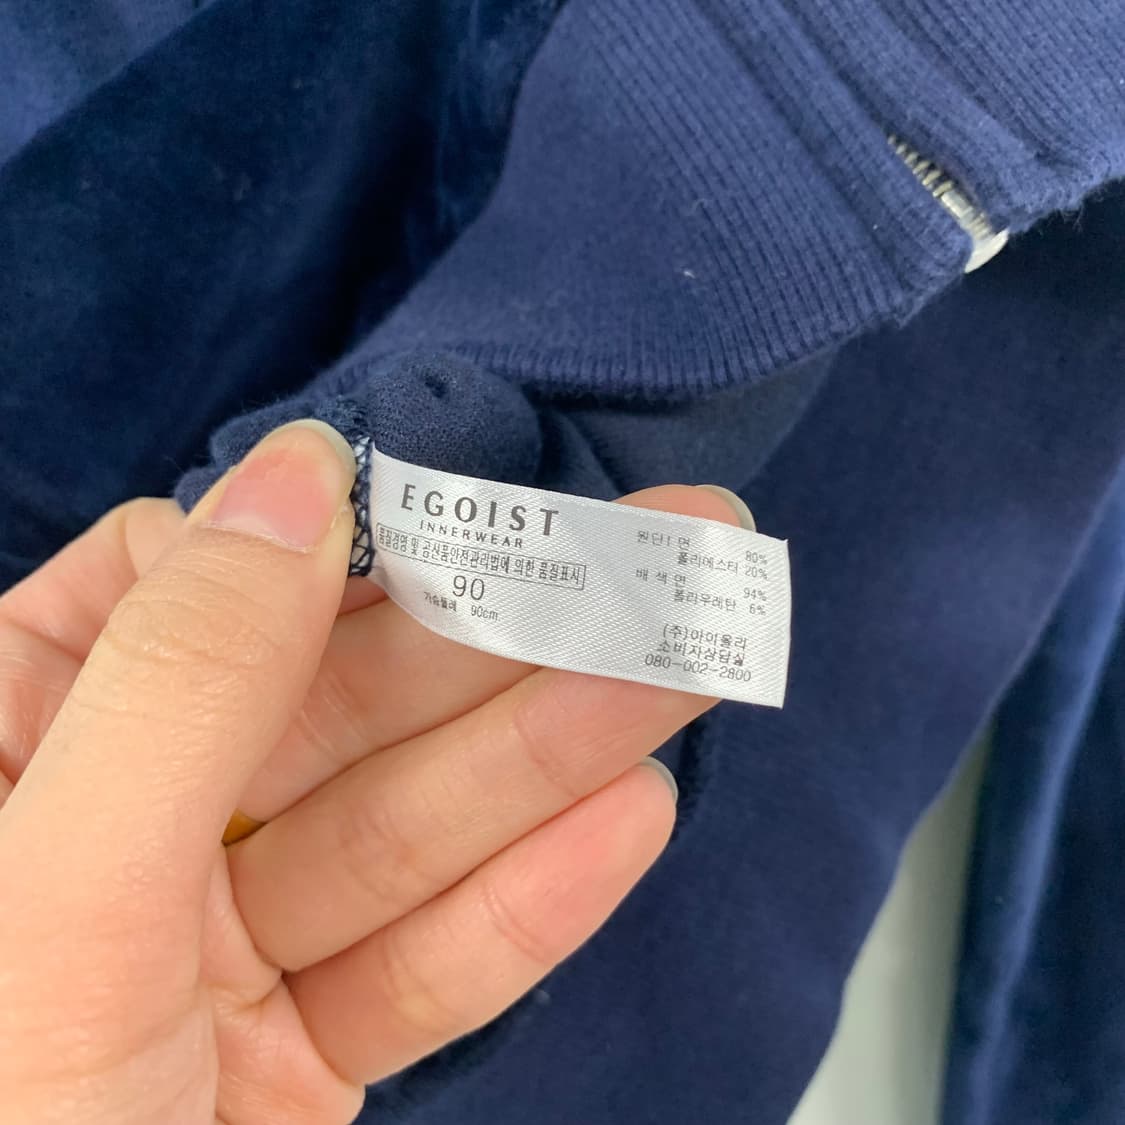 EGOIST
INNERWEAR
품질경영 및 공산품안전관리법에 의한 품질표시
90
가슴둘레 90cm
원단1 면 80%
폴리에스터 20%
배색 면 94%
폴리우레탄 6%
(주)아이올리
소비자상담실
080-002-2800